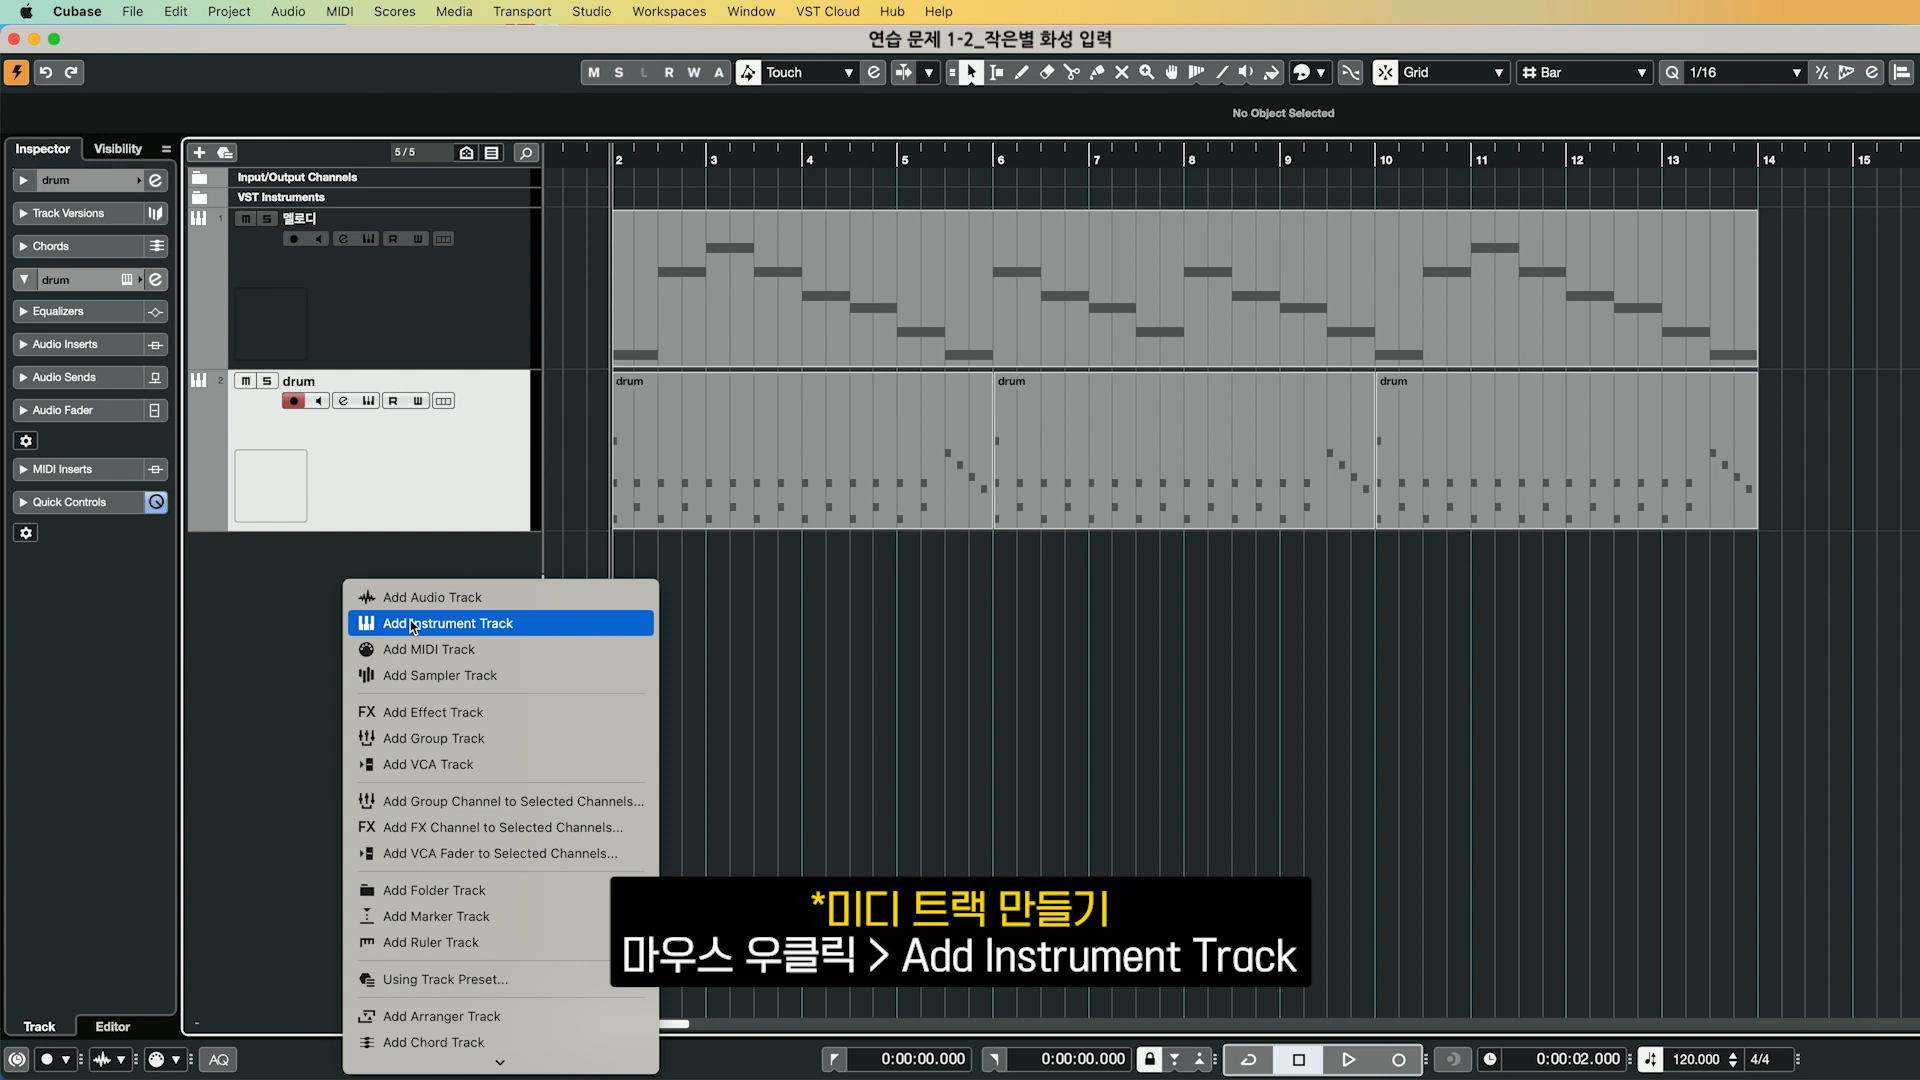 Cubase File Edit Project Audio MIDI Scores Media Transport Studio Workspaces Window VST Cloud Hub Help
연습 문제 1-2_작은별 화성 입력
M S L R W A Touch Grid Bar Q 1/16
No Object Selected
Inspector Visibility
5/5
2 3 4 5 6 7 8 9 10 11 12 13 14 15
drum
Track Versions
Chords
drum
Equalizers
Audio Inserts
Audio Sends
Audio Fader
MIDI Inserts
Quick Controls
Input/Output Channels
VST Instruments
1 m S 멜로디
R
2 m S drum
R
drum drum drum
Add Audio Track
Add Instrument Track
Add MIDI Track
Add Sampler Track
FX Add Effect Track
Add Group Track
Add VCA Track
Add Group Channel to Selected Channels...
FX Add FX Channel to Selected Channels...
Add VCA Fader to Selected Channels...
Add Folder Track
Add Marker Track
Add Ruler Track
Using Track Preset...
Add Arranger Track
Add Chord Track
*미디 트랙 만들기
마우스 우클릭 > Add Instrument Track
Track Editor
AQ 0:00:00.000 0:00:00.000 0:00:02.000 120.000 4/4